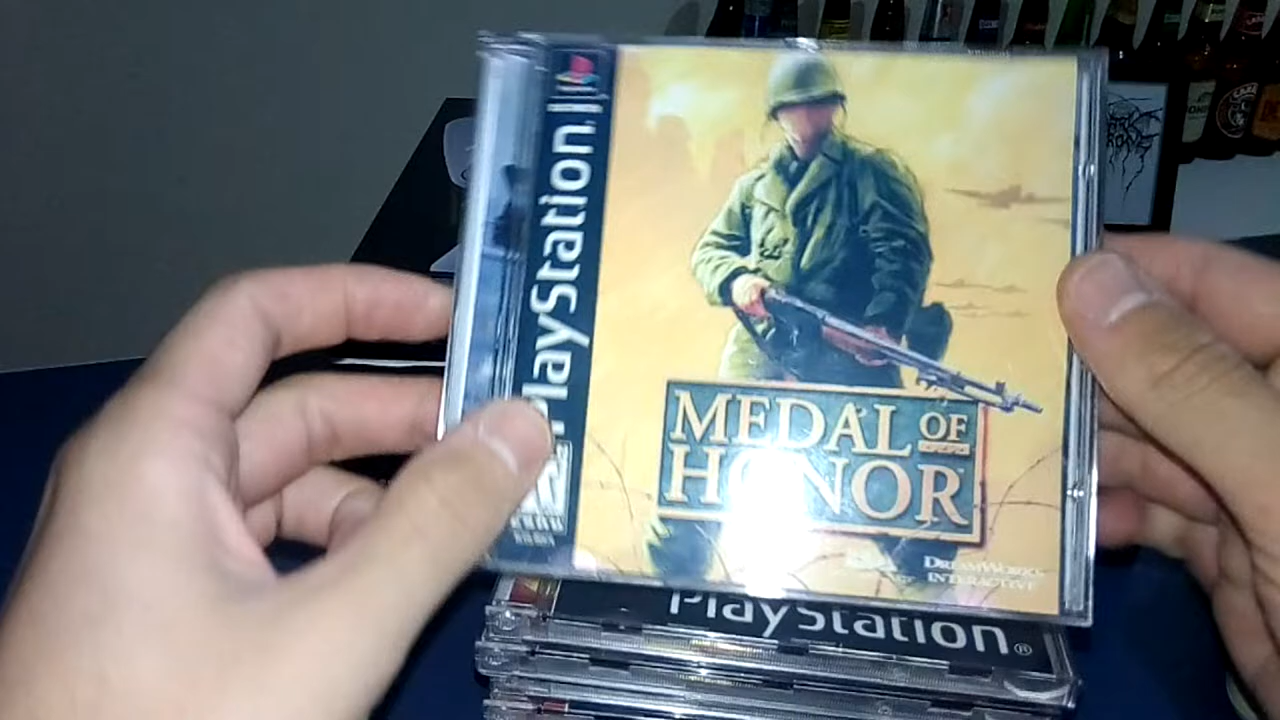 PlayStation
MEDAL OF
HONOR
DREAMWORKS
INTERACTIVE
PlayStation®